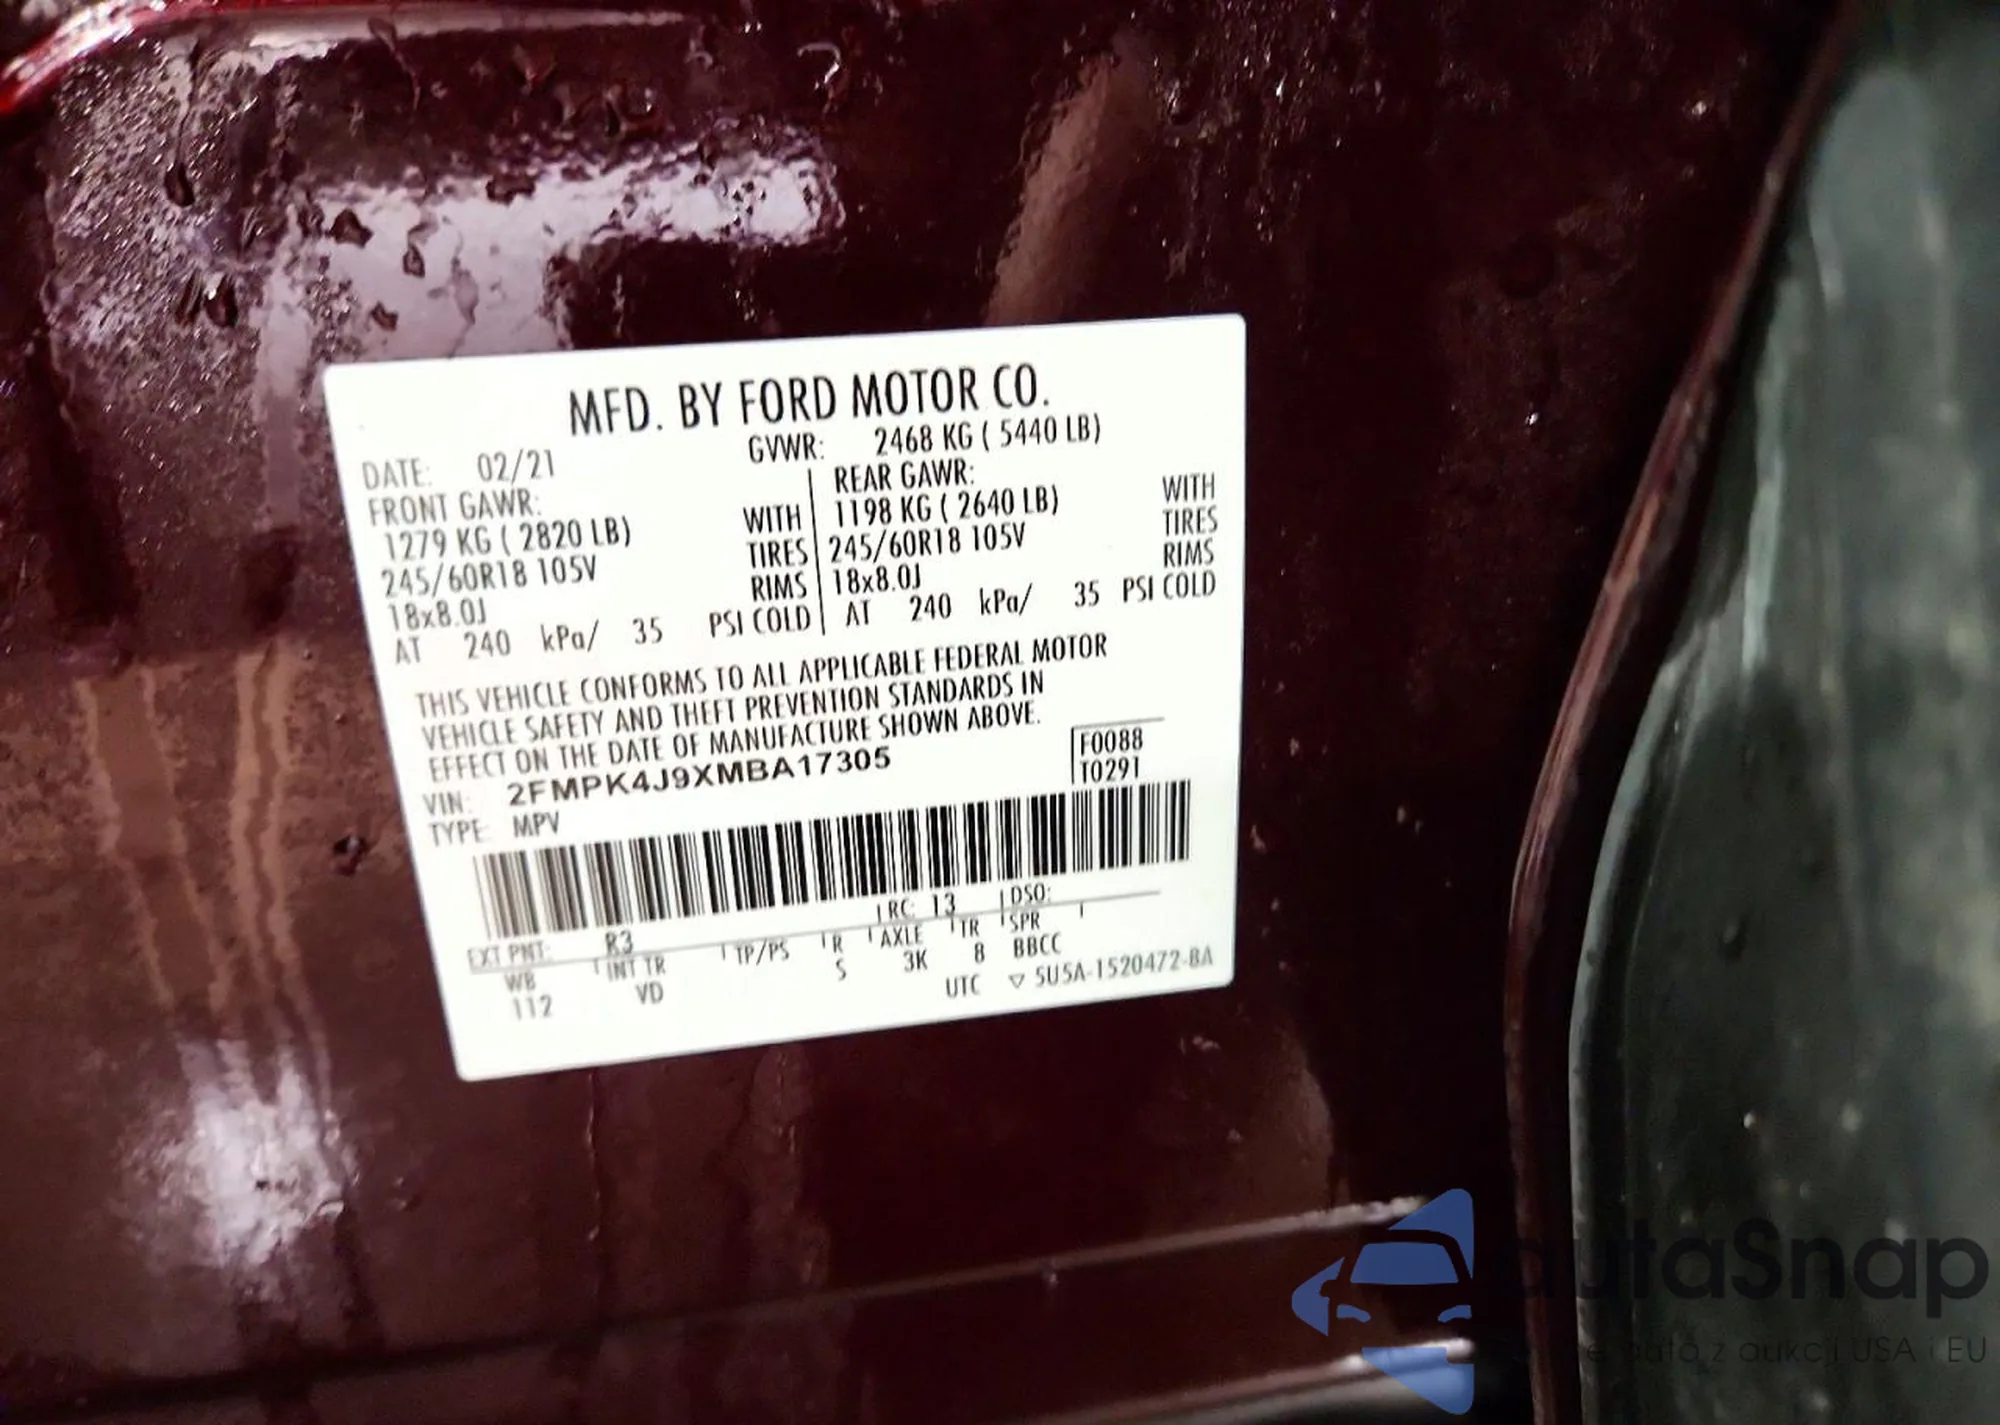 MFD. BY FORD MOTOR CO.
DATE: 02/21 GVWR: 2468 KG ( 5440 LB)
FRONT GAWR: REAR GAWR:
1279 KG ( 2820 LB) WITH 1198 KG ( 2640 LB) WITH
245/60R18 105V TIRES 245/60R18 105V TIRES
18x8.0J RIMS 18x8.0J RIMS
AT 240 kPa/ 35 PSI COLD AT 240 kPa/ 35 PSI COLD
THIS VEHICLE CONFORMS TO ALL APPLICABLE FEDERAL MOTOR
VEHICLE SAFETY AND THEFT PREVENTION STANDARDS IN
EFFECT ON THE DATE OF MANUFACTURE SHOWN ABOVE.
VIN: 2FMPK4J9XMBA17305
F0088
T0291
TYPE: MPV
RC: 13 DSO:
EXT PNT: R3
WB INT TR TP/PS R AXLE TR SPR
112 VD S 3K 8 BBCC
UTC ▽ 5U5A-1520472-BA
autaSnap
auto z aukcji USA i EU